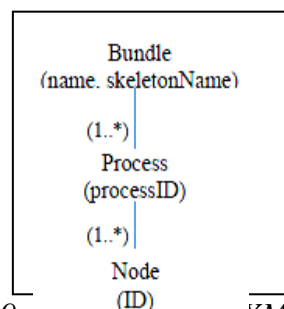 Bundle
(name, skeletonName)
(1..*)
Process
(processID)
(1..*)
Node
(ID)